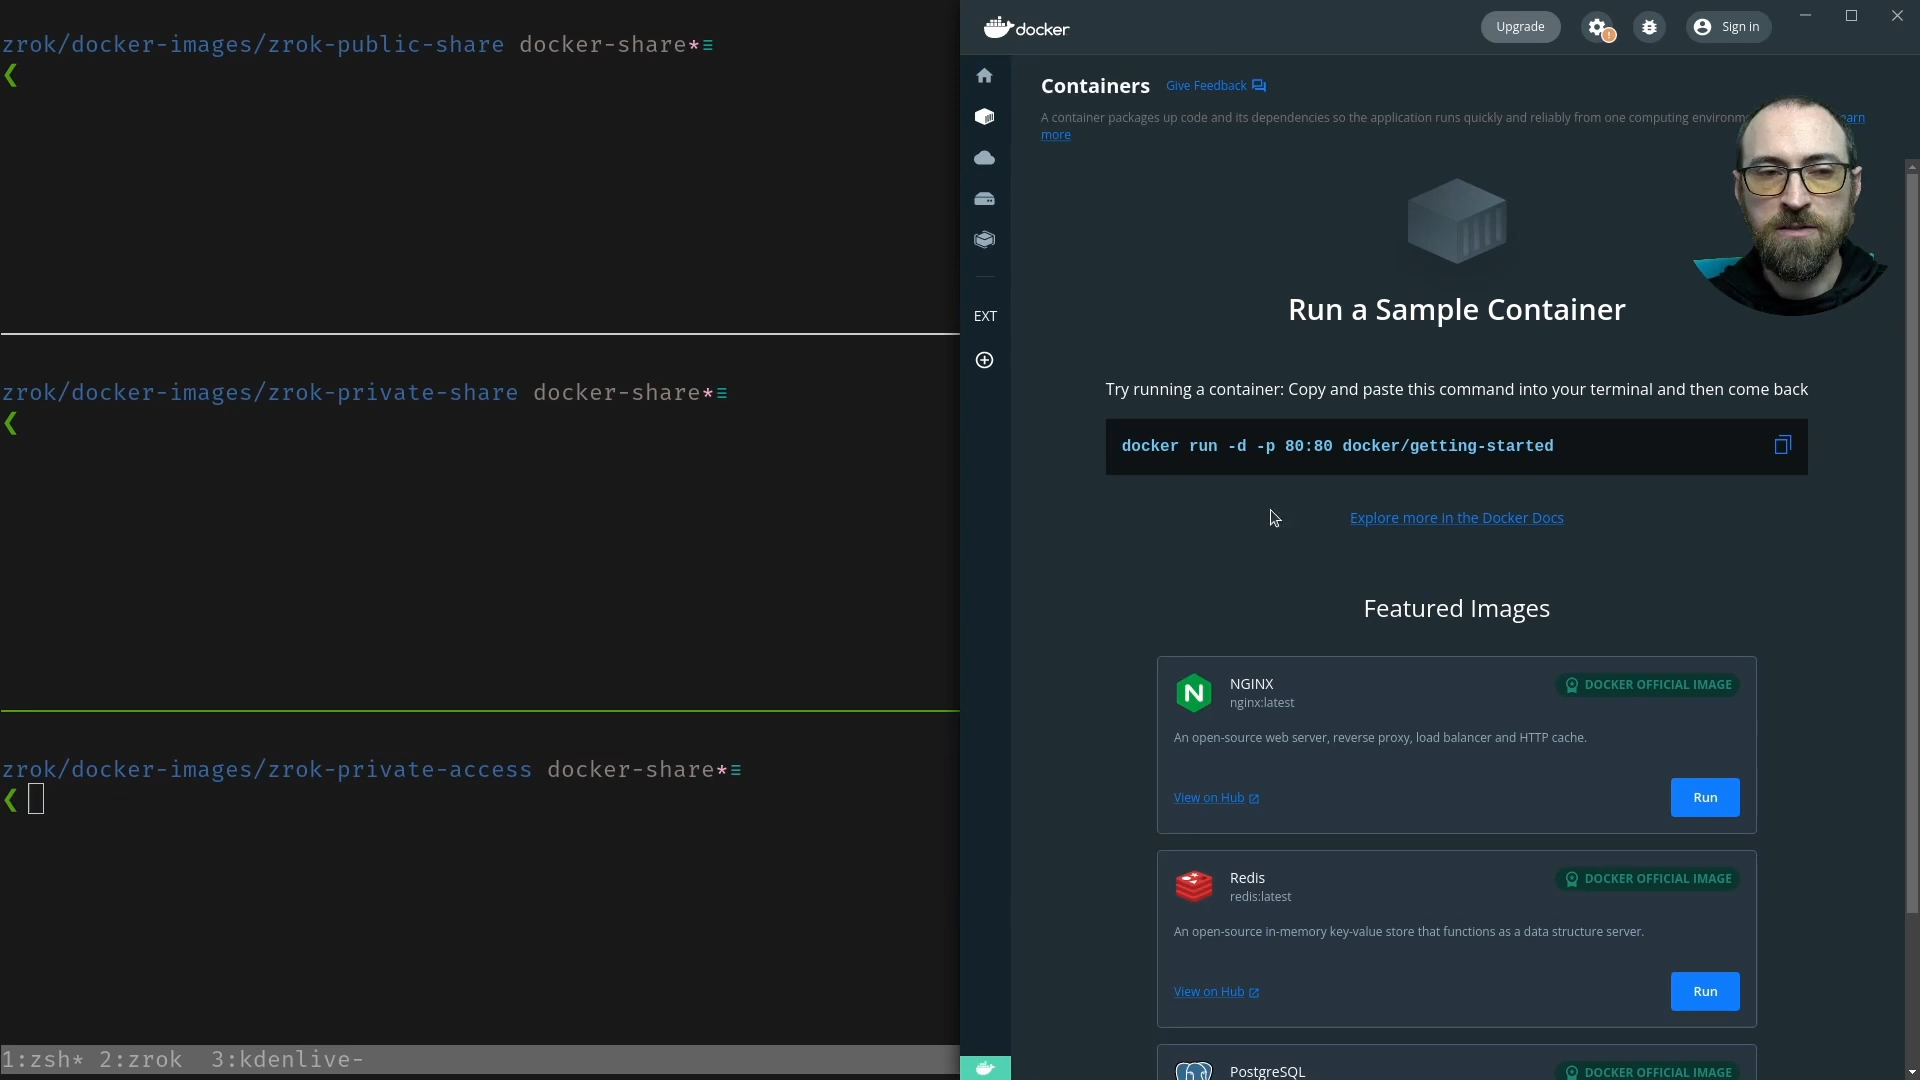 zrok/docker-images/zrok-public-share docker-share*≡
❮
zrok/docker-images/zrok-private-share docker-share*≡
❮
zrok/docker-images/zrok-private-access docker-share*≡
❮
1:zsh* 2:zrok  3:kdenlive-
docker
Upgrade
Sign in
Containers
Give Feedback
A container packages up code and its dependencies so the application runs quickly and reliably from one computing
more
EXT
Run a Sample Container
Try running a container: Copy and paste this command into your terminal and then come back
docker run -d -p 80:80 docker/getting-started
Explore more in the Docker Docs
Featured Images
NGINX
nginx:latest
DOCKER OFFICIAL IMAGE
An open-source web server, reverse proxy, load balancer and HTTP cache.
View on Hub
Run
Redis
redis:latest
DOCKER OFFICIAL IMAGE
An open-source in-memory key-value store that functions as a data structure server.
View on Hub
Run
PostgreSQL
DOCKER OFFICIAL IMAGE